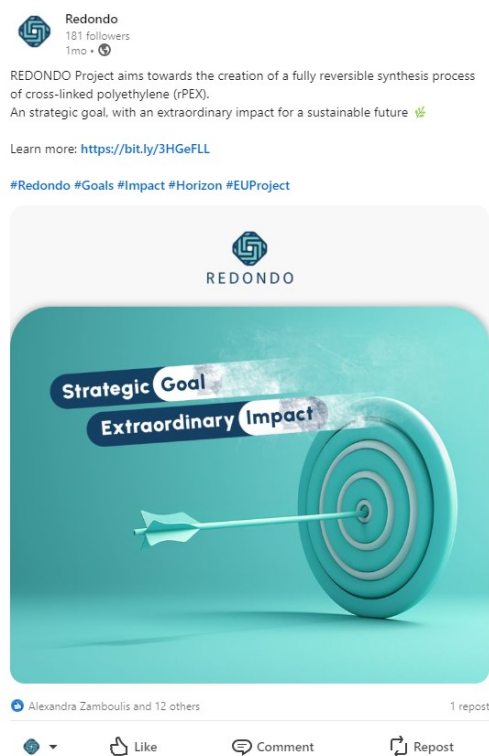 Redondo
181 followers
1mo •
REDONDO Project aims towards the creation of a fully reversible synthesis process
of cross-linked polyethylene (rPEX).
An strategic goal, with an extraordinary impact for a sustainable future 🌿
Learn more: https://bit.ly/3HGeFLL
#Redondo #Goals #Impact #Horizon #EUProject
REDONDO
Strategic Goal
Extraordinary Impact
Alexandra Zamboulis and 12 others
1 repost
Like
Comment
Repost